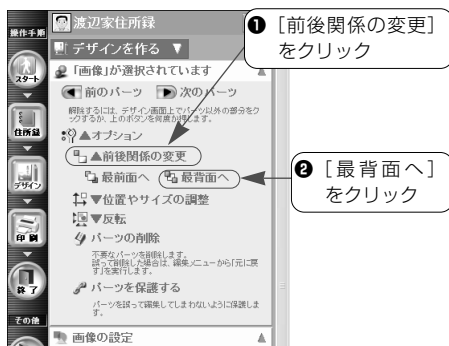 操作手順
渡辺家住所録
❶［前後関係の変更］
をクリック
デザインを作る ▼
「画像」が選択されています
スタート
前のパーツ 次のパーツ
解除するには、デザイン画面上でパーツ以外の部分をク
リックするか、上のボタンを何度か押します。
住所録
▲オプション
▲前後関係の変更
最前面へ 最背面へ
❷［最背面へ］
をクリック
デザイン
▼位置やサイズの調整
▼反転
印刷
パーツの削除
不要なパーツを削除します。
誤って削除した場合は、編集メニューから「元に戻
す」を実行します。
パーツを保護する
終了
パーツを誤って編集してしまわないように保護しま
す。
その他
画像の設定